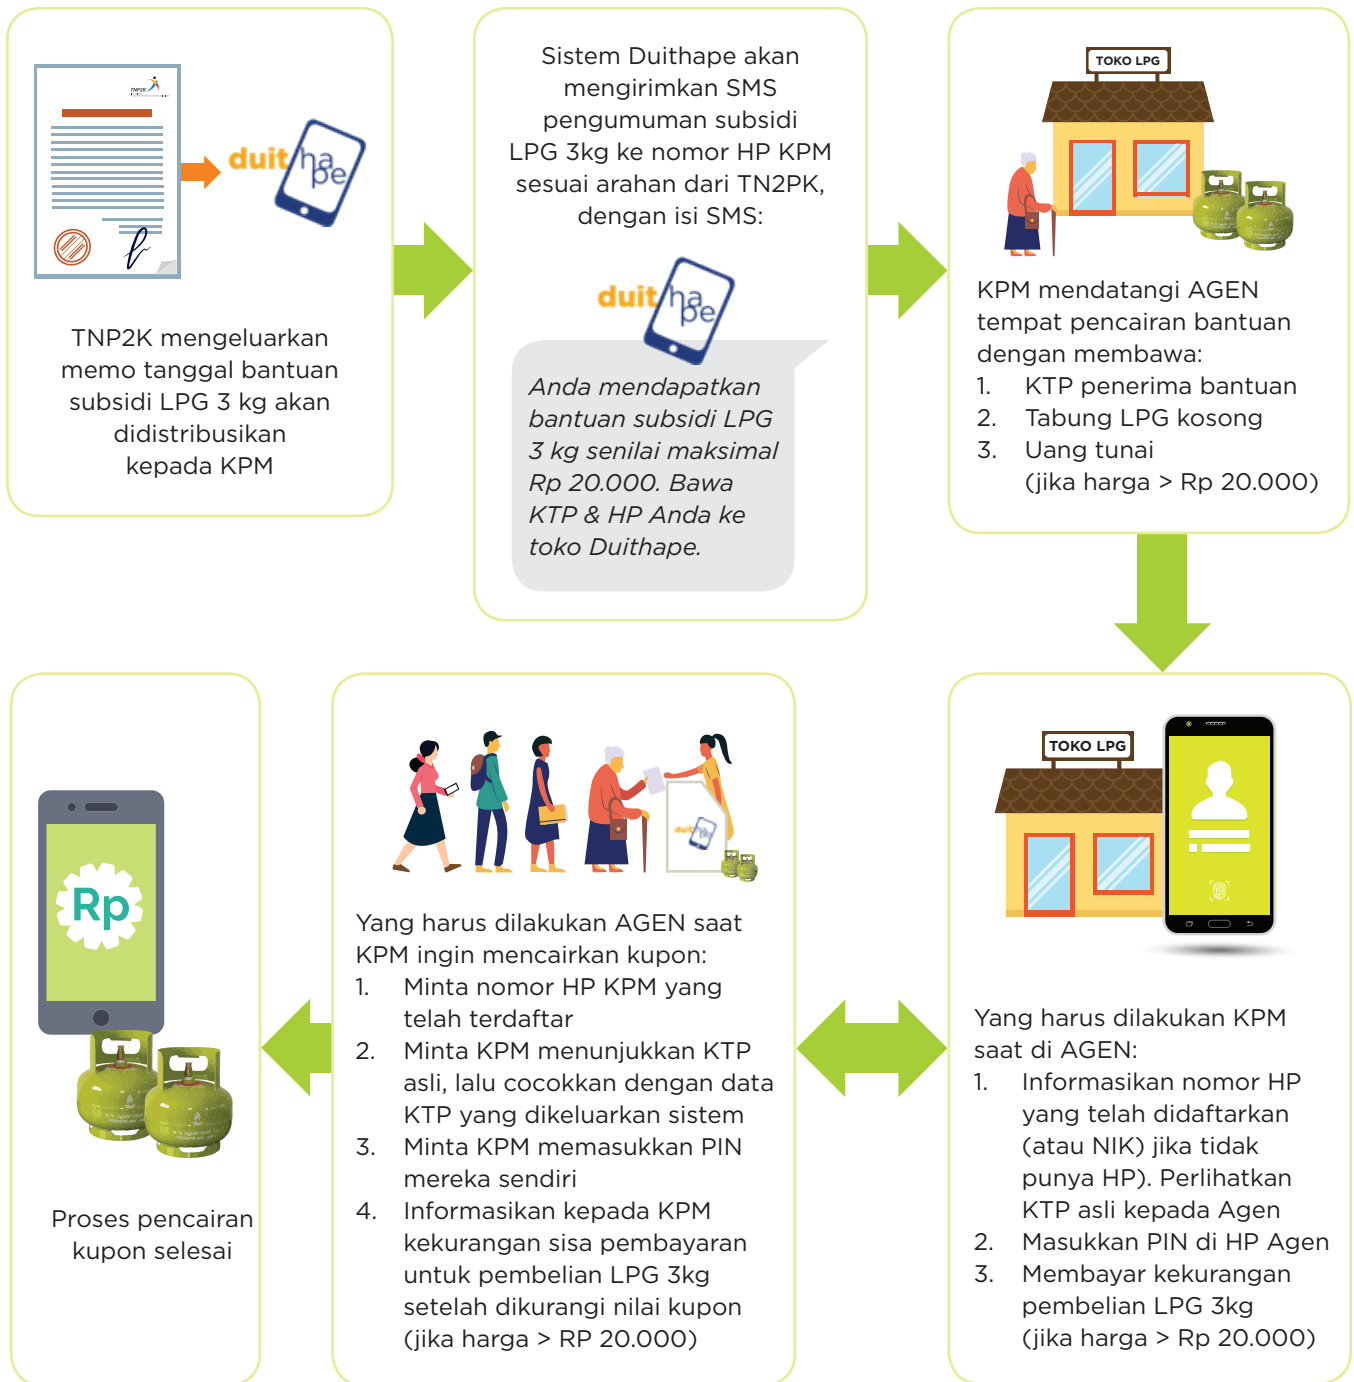 TNP2K
duit hape
TNP2K mengeluarkan
memo tanggal bantuan
subsidi LPG 3 kg akan
didistribusikan
kepada KPM
Sistem Duithape akan
mengirimkan SMS
pengumuman subsidi
LPG 3kg ke nomor HP KPM
sesuai arahan dari TN2PK,
dengan isi SMS:
duit hape
Anda mendapatkan
bantuan subsidi LPG
3 kg senilai maksimal
Rp 20.000. Bawa
KTP & HP Anda ke
toko Duithape.
TOKO LPG
KPM mendatangi AGEN
tempat pencairan bantuan
dengan membawa:
1. KTP penerima bantuan
2. Tabung LPG kosong
3. Uang tunai
(jika harga > Rp 20.000)
TOKO LPG
Yang harus dilakukan KPM
saat di AGEN:
1. Informasikan nomor HP
yang telah didaftarkan
(atau NIK) jika tidak
punya HP). Perlihatkan
KTP asli kepada Agen
2. Masukkan PIN di HP Agen
3. Membayar kekurangan
pembelian LPG 3kg
(jika harga > Rp 20.000)
duit hape
Yang harus dilakukan AGEN saat
KPM ingin mencairkan kupon:
1. Minta nomor HP KPM yang
telah terdaftar
2. Minta KPM menunjukkan KTP
asli, lalu cocokkan dengan data
KTP yang dikeluarkan sistem
3. Minta KPM memasukkan PIN
mereka sendiri
4. Informasikan kepada KPM
kekurangan sisa pembayaran
untuk pembelian LPG 3kg
setelah dikurangi nilai kupon
(jika harga > RP 20.000)
Rp
Proses pencairan
kupon selesai